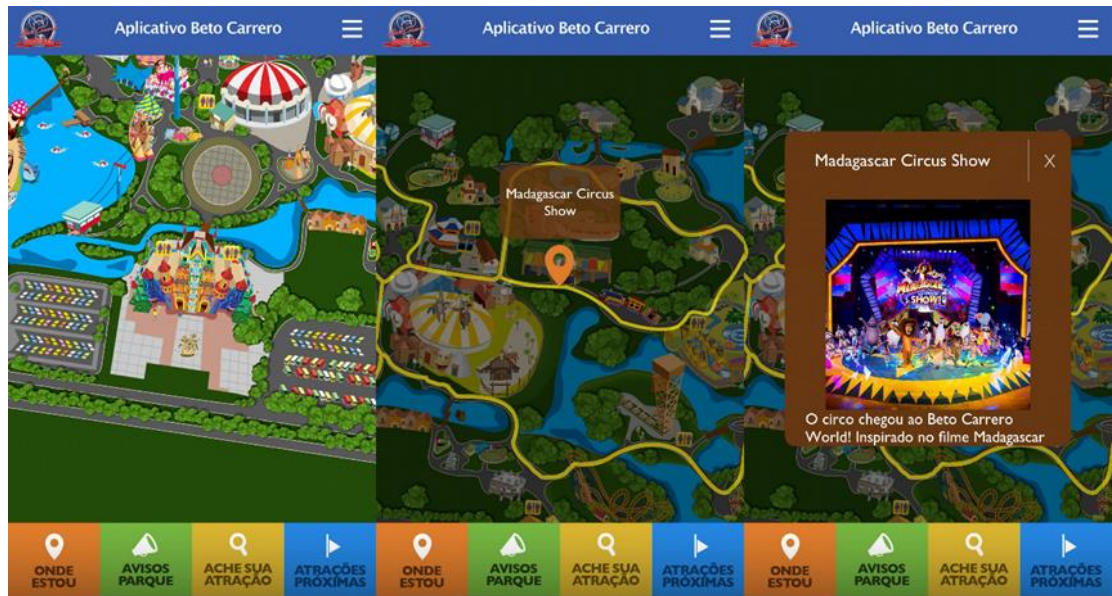 Aplicativo Beto Carrero
ONDE
ESTOU
AVISOS
PARQUE
ACHE SUA
ATRAÇÃO
ATRAÇÕES
PRÓXIMAS
Aplicativo Beto Carrero
Madagascar Circus
Show
ONDE
ESTOU
AVISOS
PARQUE
ACHE SUA
ATRAÇÃO
ATRAÇÕES
PRÓXIMAS
Aplicativo Beto Carrero
Madagascar Circus Show
X
MADAGASCAR
SHOW!
O circo chegou ao Beto Carrero
World! Inspirado no filme Madagascar
ONDE
ESTOU
AVISOS
PARQUE
ACHE SUA
ATRAÇÃO
ATRAÇÕES
PRÓXIMAS